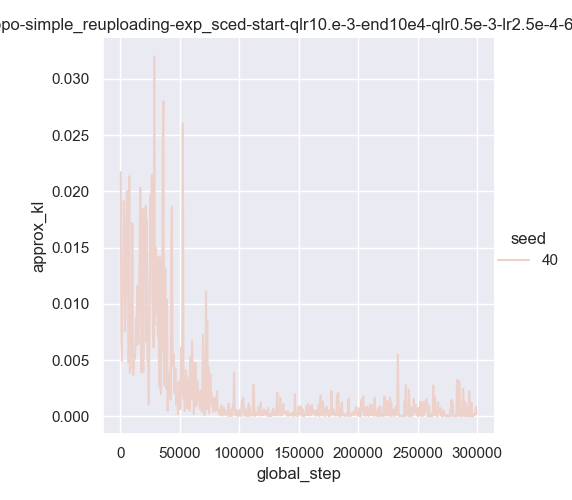 ppo-simple_reuploading-exp_sced-start-qlr10.e-3-end10e4-qlr0.5e-3-lr2.5e-4-6
0.030
0.025
0.020
0.015
0.010
0.005
0.000
approx_kl
0 50000 100000 150000 200000 250000 300000
global_step
seed
40